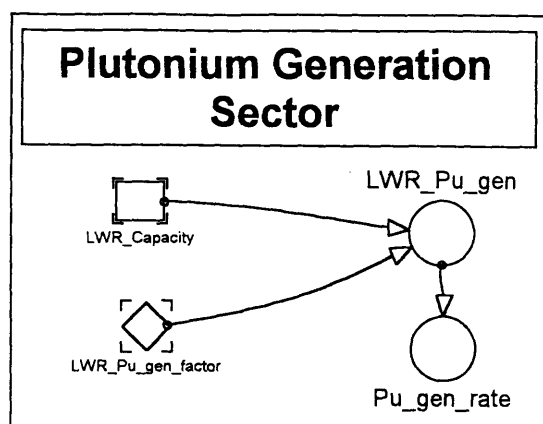 Plutonium Generation
Sector
LWR_Pu_gen
LWR_Capacity
LWR_Pu_gen_factor
Pu_gen_rate